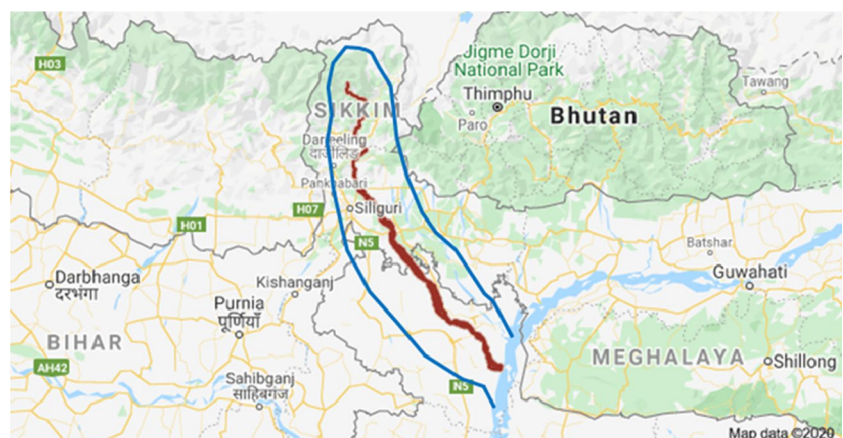 H03
Jigme Dorji
National Park
Thimphu
Tawang
SIKKIM
Paro
Bhutan
Darjeeling
दार्जीलिङ
Pankhabari
H07
Siliguri
H01
N5
Batshar
Darbhanga
दरभंगा
Kishanganj
Guwahati
Purnia
पूर्णियाँ
BIHAR
MEGHALAYA
Shillong
AH42
Sahibganj
साहिबगंज
N5
Map data ©2020